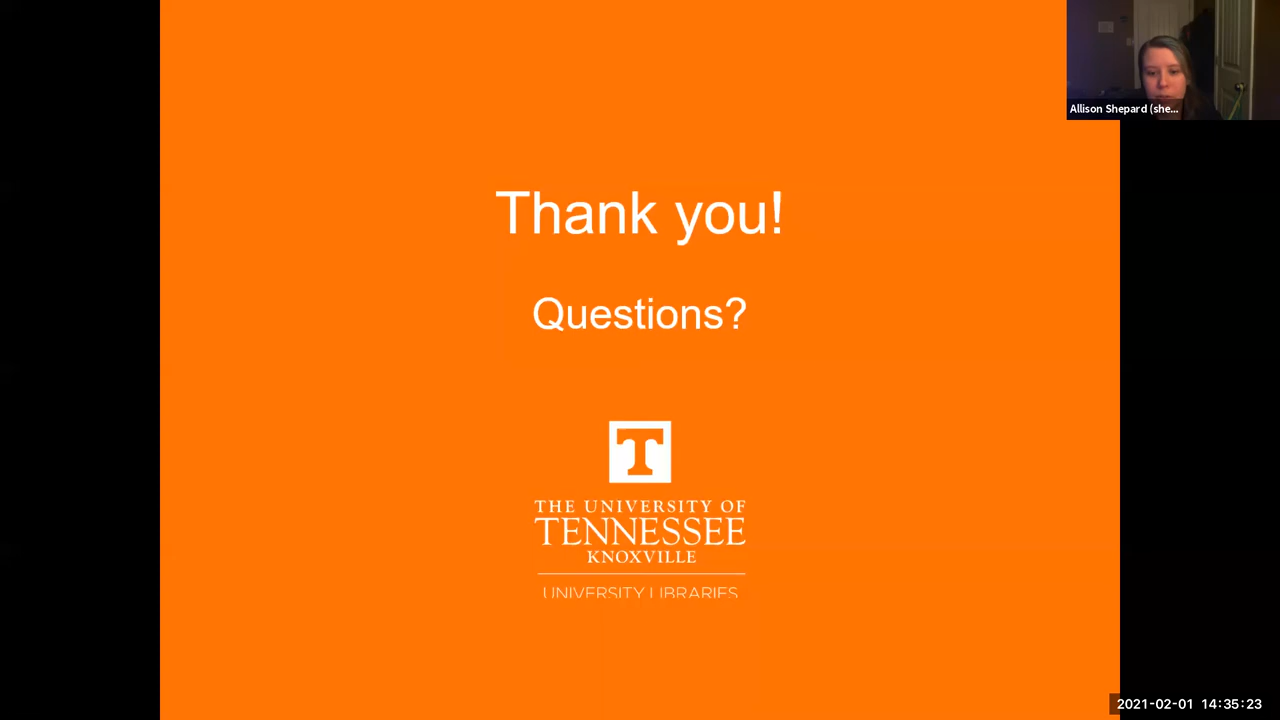 Allison Shepard (she...
Thank you!
Questions?
T
THE UNIVERSITY OF
TENNESSEE
KNOXVILLE
UNIVERSITY LIBRARIES
2021-02-01 14:35:23